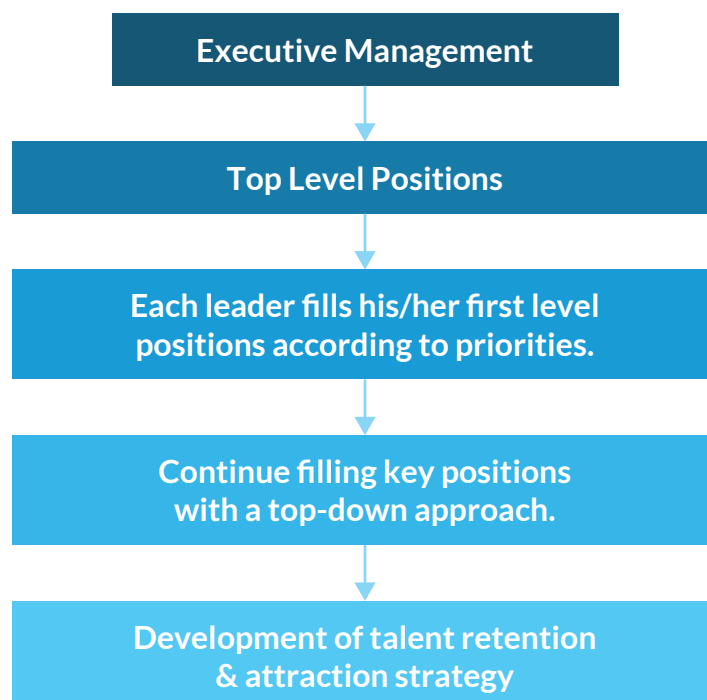 Executive Management
Top Level Positions
Each leader fills his/her first level
positions according to priorities.
Continue filling key positions
with a top-down approach.
Development of talent retention
& attraction strategy